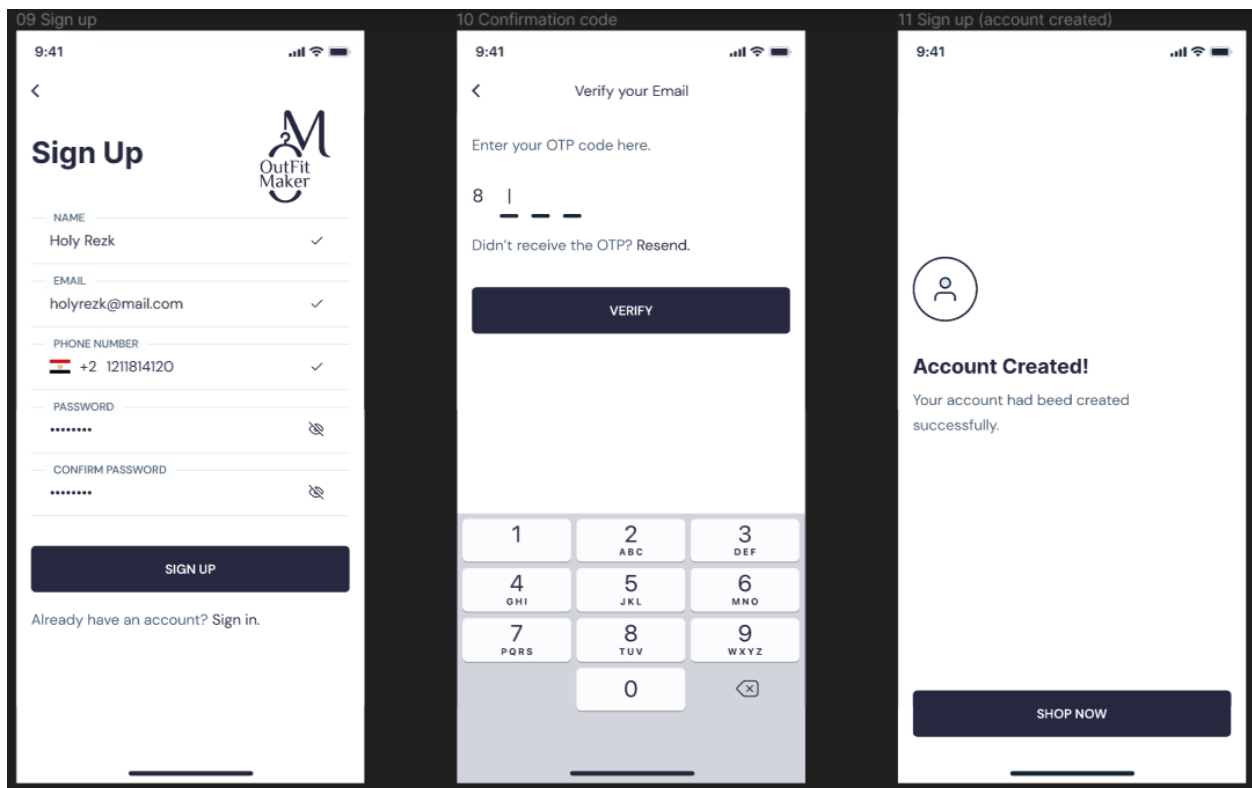 09 Sign up
9:41
Sign Up
M
OutFit
Maker
NAME
Holy Rezk
EMAIL
holyrezk@mail.com
PHONE NUMBER
+2 1211814120
PASSWORD
••••••••
CONFIRM PASSWORD
••••••••
SIGN UP
Already have an account? Sign in.
10 Confirmation code
9:41
Verify your Email
Enter your OTP code here.
8
Didn't receive the OTP? Resend.
VERIFY
1 2 3
ABC DEF
4 5 6
GHI JKL MNO
7 8 9
PQRS TUV WXYZ
0
11 Sign up (account created)
9:41
Account Created!
Your account had beed created
successfully.
SHOP NOW